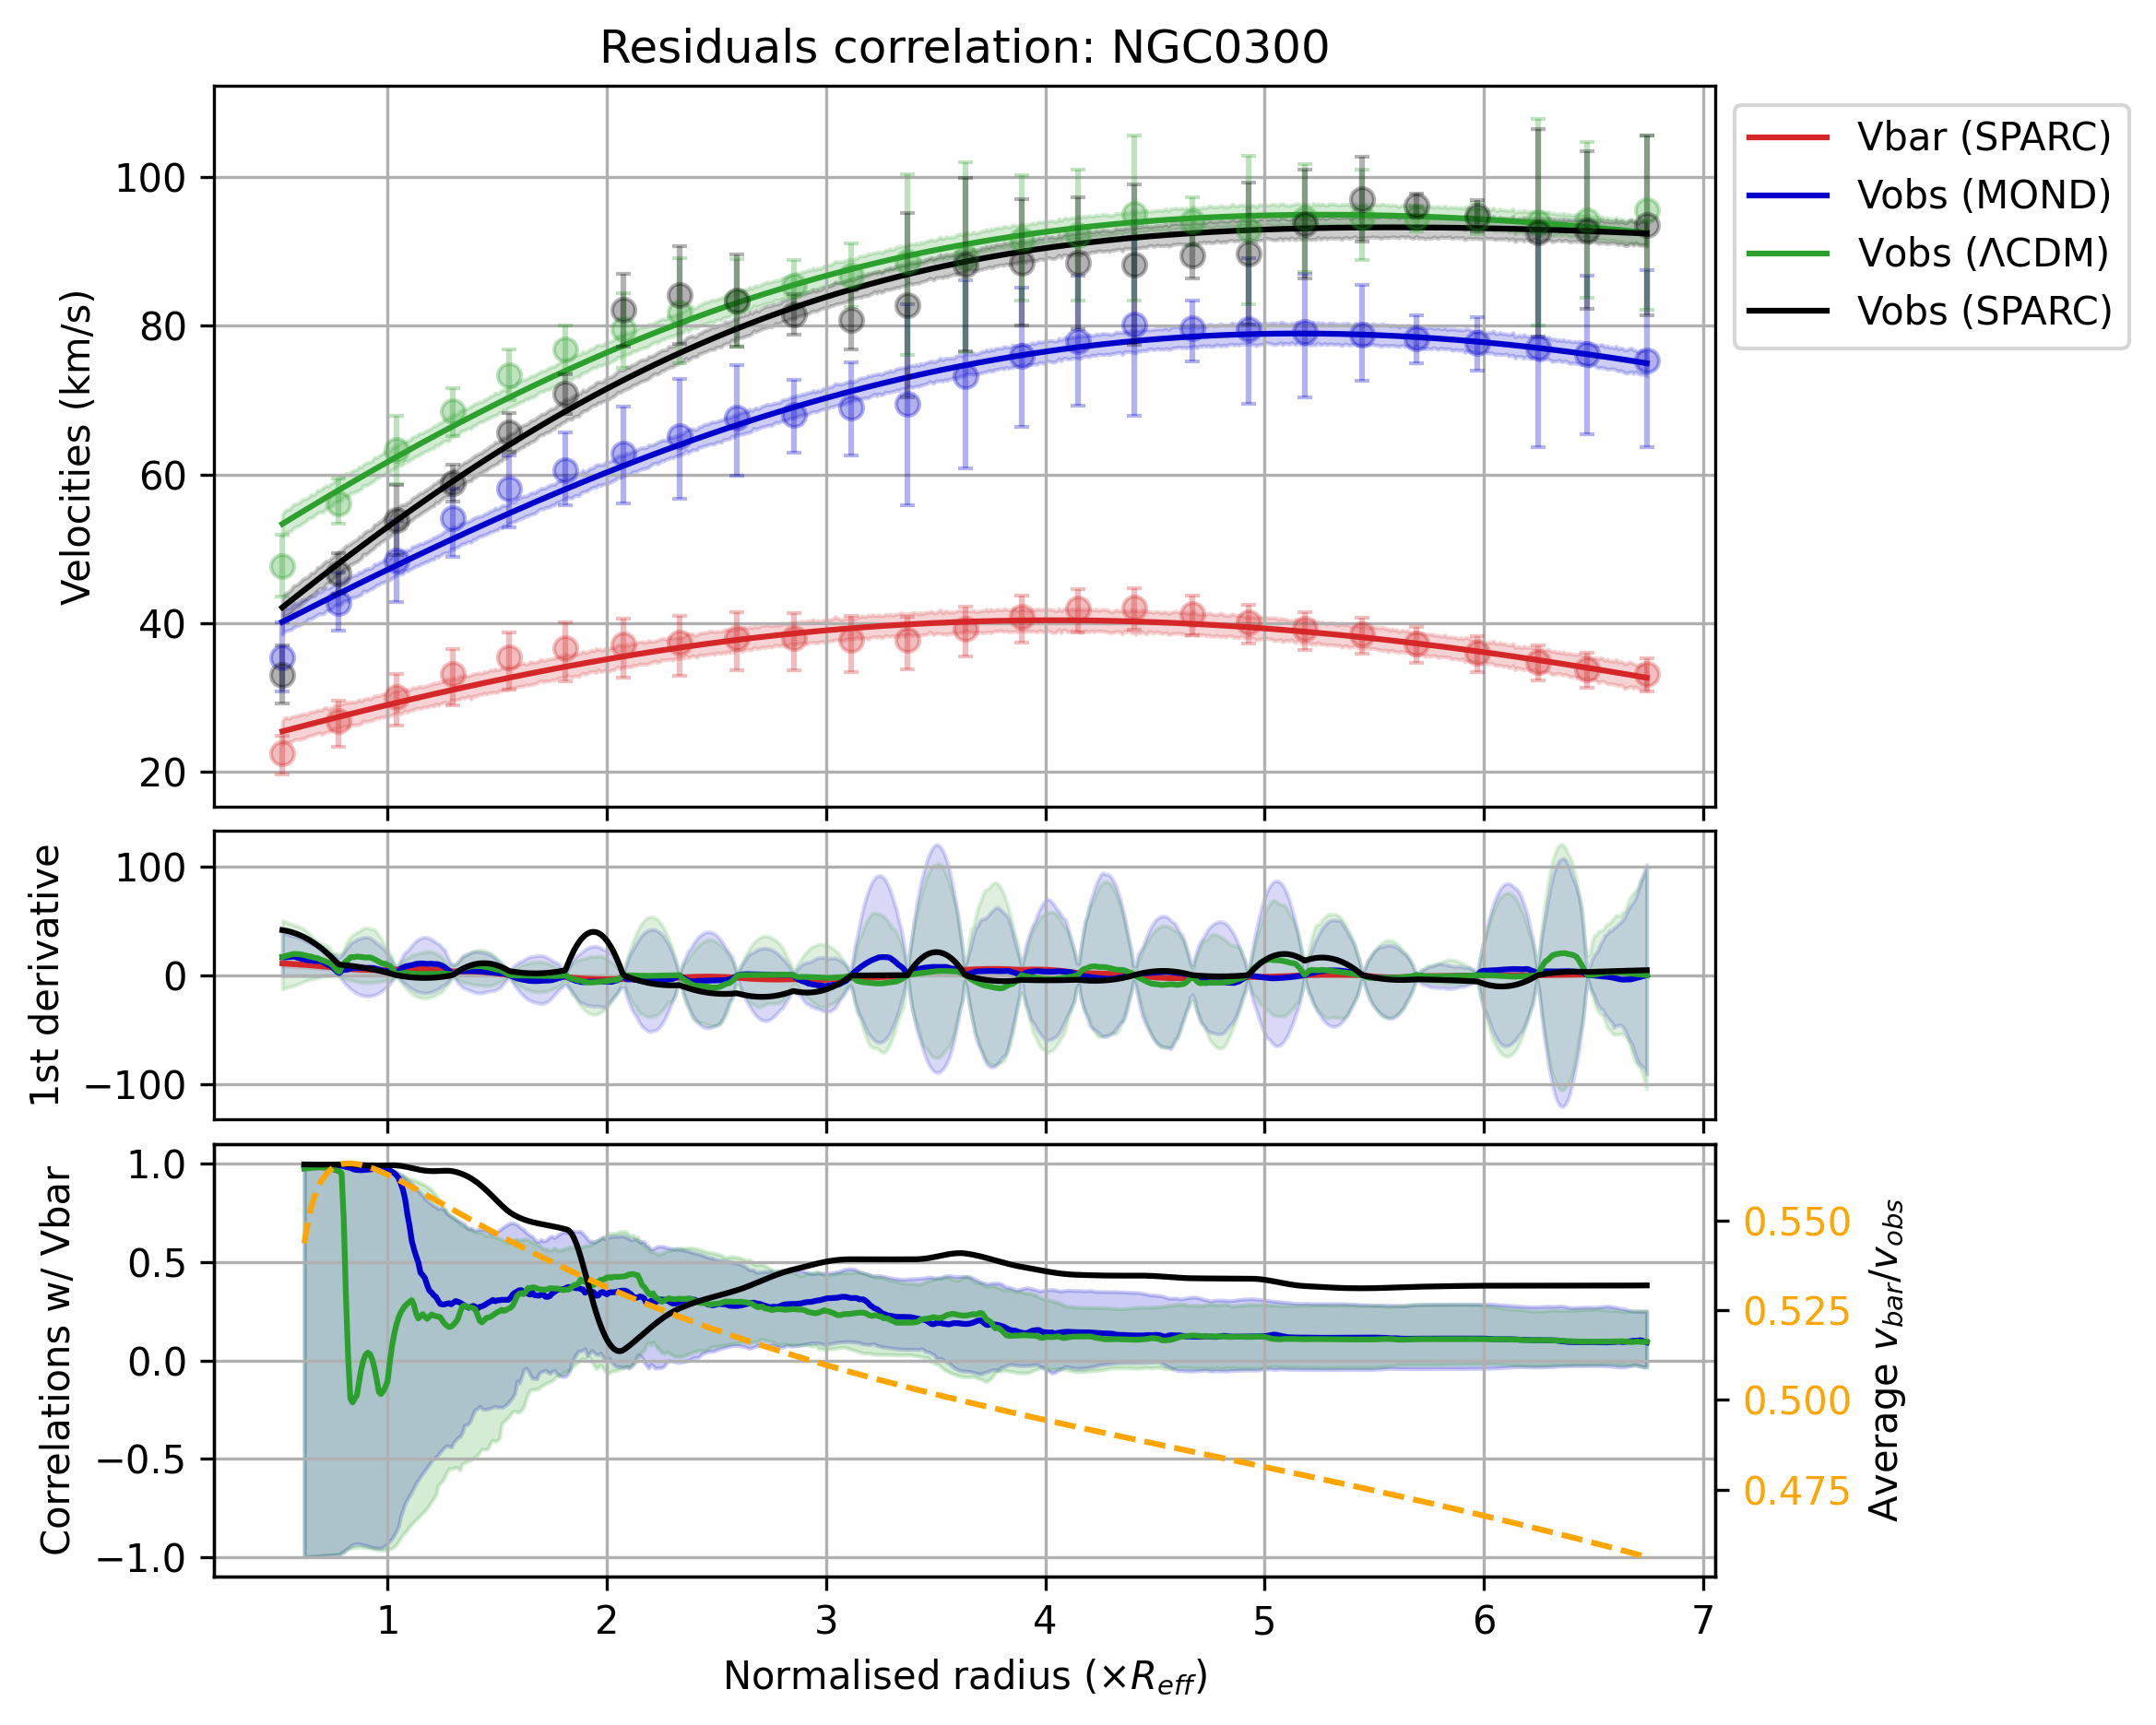 Residuals correlation: NGC0300
Velocities (km/s)
100
80
60
40
20
Vbar (SPARC)
Vobs (MOND)
Vobs (ΛCDM)
Vobs (SPARC)
1st derivative
100
0
−100
Correlations w/ Vbar
1.0
0.5
0.0
−0.5
−1.0
0.550
0.525
0.500
0.475
Average v_bar/v_obs
1 2 3 4 5 6 7
Normalised radius (×R_eff)